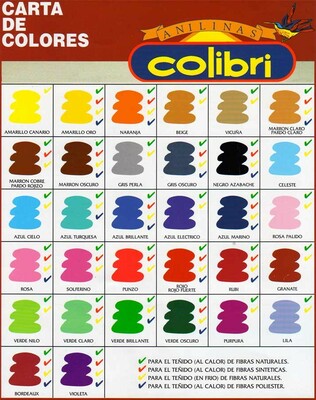 CARTA
DE
COLORES
ANILINAS
colibri
AMARILLO CANARIO
AMARILLO ORO
NARANJA
BEIGE
VICUÑA
MARRON CLARO
PARDO CLARO
MARRON COBRE
PARDO ROJIZO
MARRON OSCURO
GRIS PERLA
GRIS OSCURO
NEGRO AZABACHE
CELESTE
AZUL CIELO
AZUL TURQUESA
AZUL BRILLANTE
AZUL ELECTRICO
AZUL MARINO
ROSA PALIDO
ROSA
SOLFERINO
PUNZO
ROJO
ROJO FUERTE
RUBI
GRANATE
VERDE NILO
VERDE CLARO
VERDE BRILLANTE
VERDE OSCURO
PURPURA
LILA
BORDEAUX
VIOLETA
PARA EL TEÑIDO (AL CALOR) DE FIBRAS NATURALES.
PARA EL TEÑIDO (AL CALOR) DE FIBRAS SINTETICAS.
PARA EL TEÑIDO (EN FRIO) DE FIBRAS NATURALES.
PARA EL TEÑIDO (AL CALOR) DE FIBRAS POLIESTER.